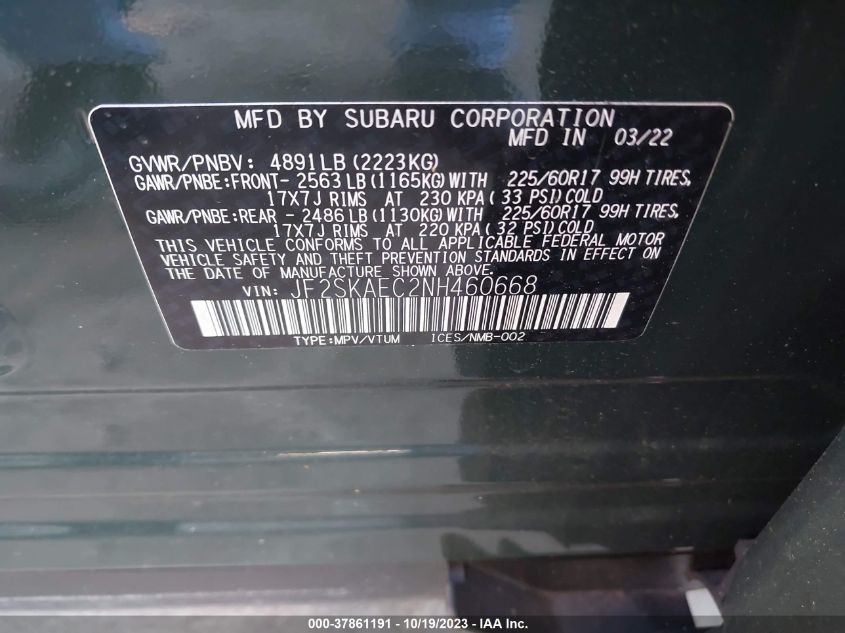 MFD BY SUBARU CORPORATION
MFD IN 03/22
GVWR/PNBV: 4891LB (2223KG)
GAWR/PNBE:FRONT- 2563LB (1165KG) WITH 225/60R17 99H TIRES,
17X7J RIMS AT 230 KPA ( 33 PSI) COLD
GAWR/PNBE:REAR - 2486LB (1130KG) WITH 225/60R17 99H TIRES,
17X7J RIMS AT 220 KPA ( 32 PSI) COLD
THIS VEHICLE CONFORMS TO ALL APPLICABLE FEDERAL MOTOR
VEHICLE SAFETY AND THEFT PREVENTION STANDARDS IN EFFECT ON
THE DATE OF MANUFACTURE SHOWN ABOVE.
VIN: JF2SKAEC2NH460668
TYPE:MPV/VTUM ICES/NMB-002
000-37861191 - 10/19/2023 - IAA Inc.